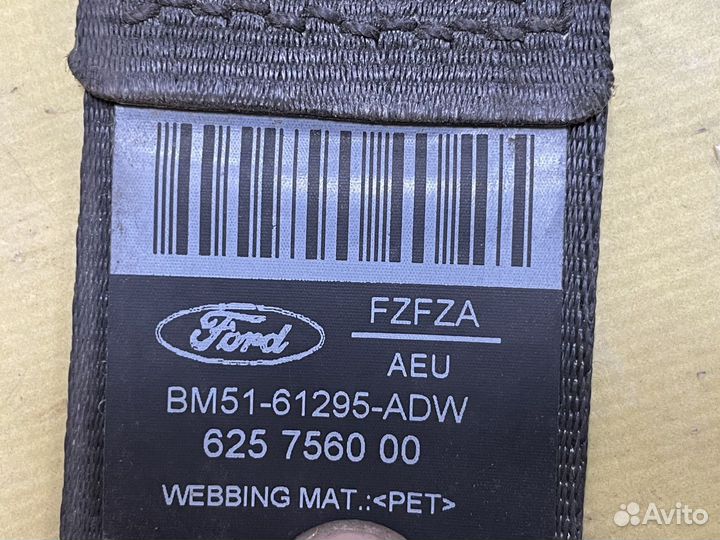 Ford
FZFZA
AEU
BM51-61295-ADW
625 7560 00
WEBBING MAT.:<PET>
Avito